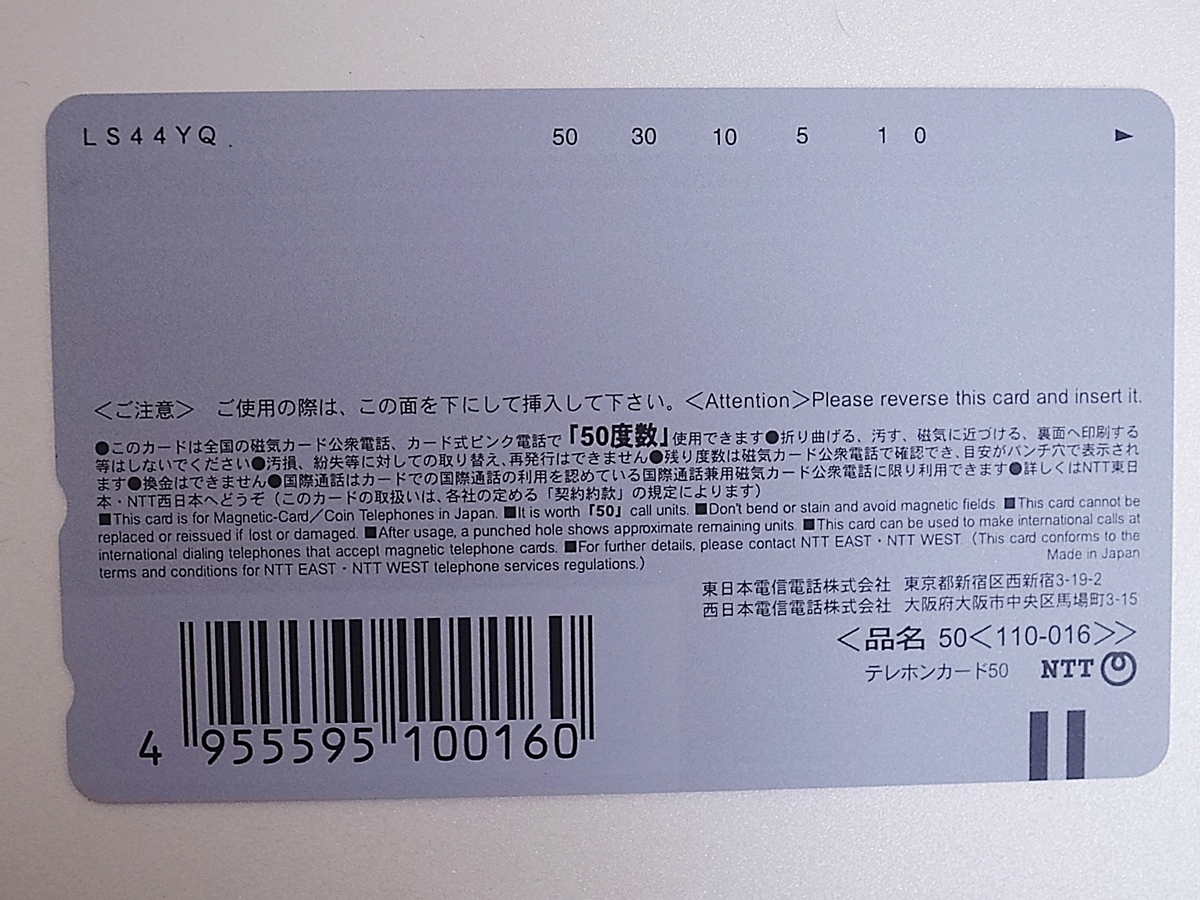 LS44YQ 50 30 10 5 1 0 ►
＜ご注意＞ ご使用の際は、この面を下にして挿入して下さい。＜Attention＞Please reverse this card and insert it.
●このカードは全国の磁気カード公衆電話、カード式ピンク電話で『50度数』使用できます●折り曲げる、汚す、磁気に近づける、裏面へ印刷する
等はしないでください●汚損、紛失等に対しての取り替え、再発行はできません●残り度数は磁気カード公衆電話で確認でき、目安がパンチ穴で表示され
ます●換金はできません●国際通話はカードでの国際通話の利用を認めている国際通話兼用磁気カード公衆電話に限り利用できます●詳しくはNTT東日
本・NTT西日本へどうぞ（このカードの取扱いは、各社の定める「契約約款」の規定によります）
■This card is for Magnetic-Card／Coin Telephones in Japan. ■It is worth『50』call units. ■Don't bend or stain and avoid magnetic fields. ■This card cannot be
replaced or reissued if lost or damaged. ■After usage, a punched hole shows approximate remaining units. ■This card can be used to make international calls at
international dialing telephones that accept magnetic telephone cards. ■For further details, please contact NTT EAST・NTT WEST.（This card conforms to the
terms and conditions for NTT EAST・NTT WEST telephone services regulations.）
Made in Japan
東日本電信電話株式会社 東京都新宿区西新宿3-19-2
西日本電信電話株式会社 大阪府大阪市中央区馬場町3-15
＜品名 50＜110-016＞＞
テレホンカード50 NTT
4 955595 100160